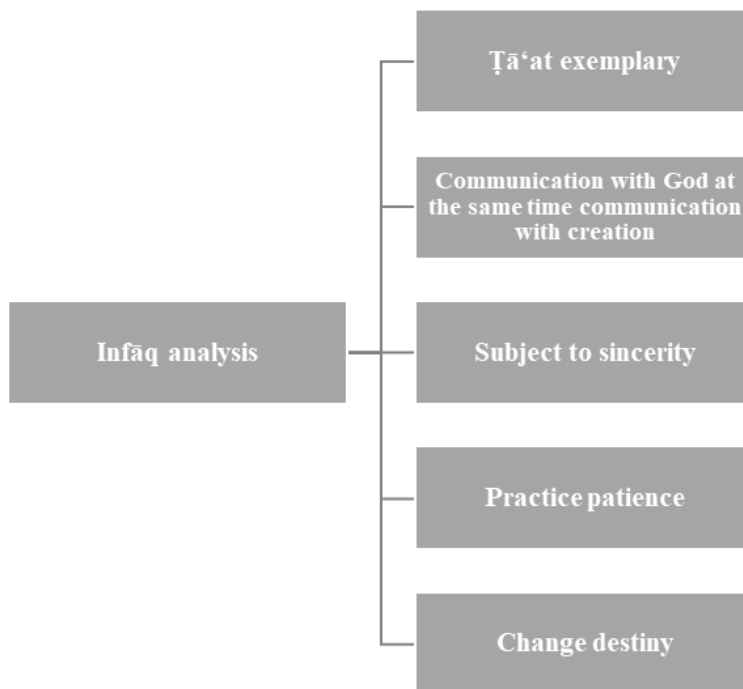 Ṭā‘at exemplary
Communication with God at
the same time communication
with creation
Infāq analysis
Subject to sincerity
Practice patience
Change destiny